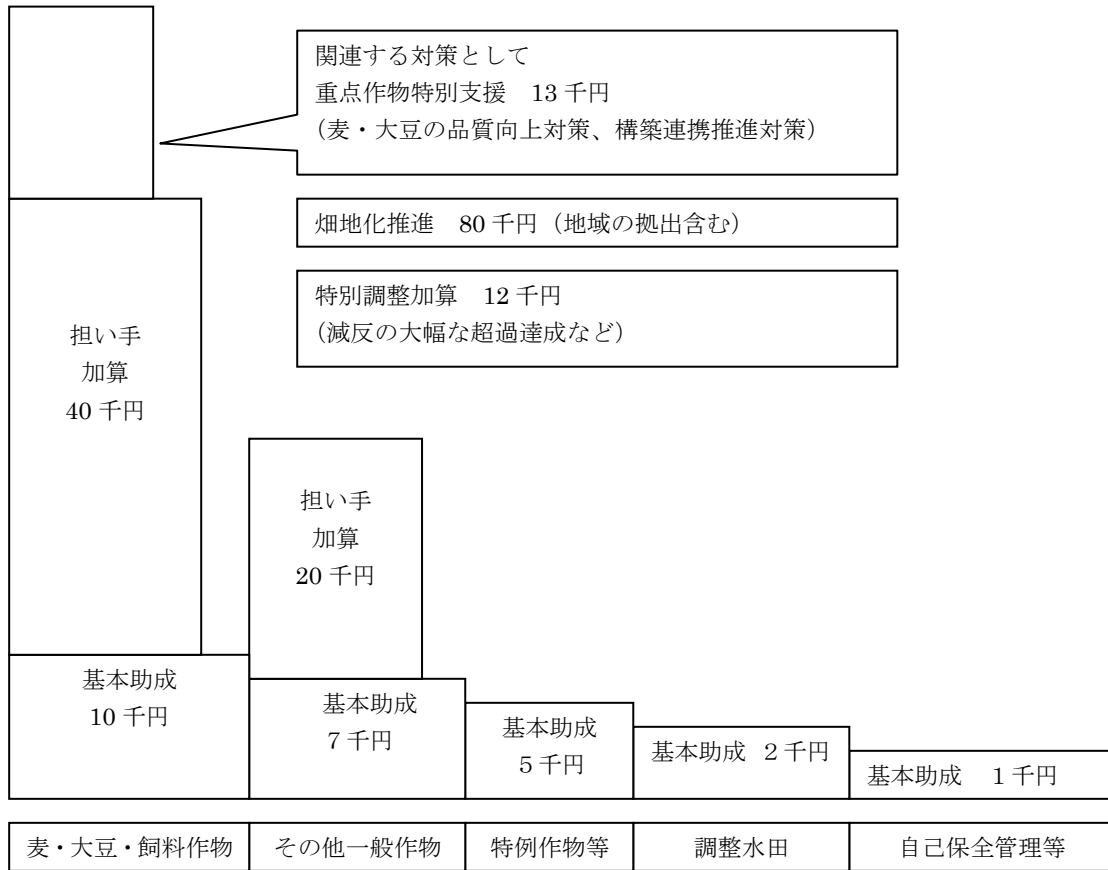 関連する対策として
重点作物特別支援　13 千円
（麦・大豆の品質向上対策、構築連携推進対策）
畑地化推進　80 千円（地域の拠出含む）
特別調整加算　12 千円
（減反の大幅な超過達成など）
担い手
加算
40 千円
担い手
加算
20 千円
基本助成
10 千円
基本助成
７千円
基本助成
５千円
基本助成 ２千円
基本助成　１千円
麦・大豆・飼料作物
その他一般作物
特例作物等
調整水田
自己保全管理等